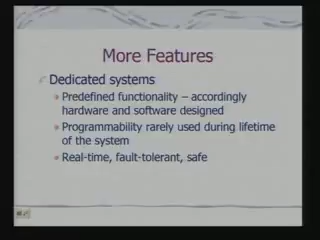 More Features
Dedicated systems
Predefined functionality – accordingly
hardware and software designed
Programmability rarely used during lifetime
of the system
Real-time, fault-tolerant, safe